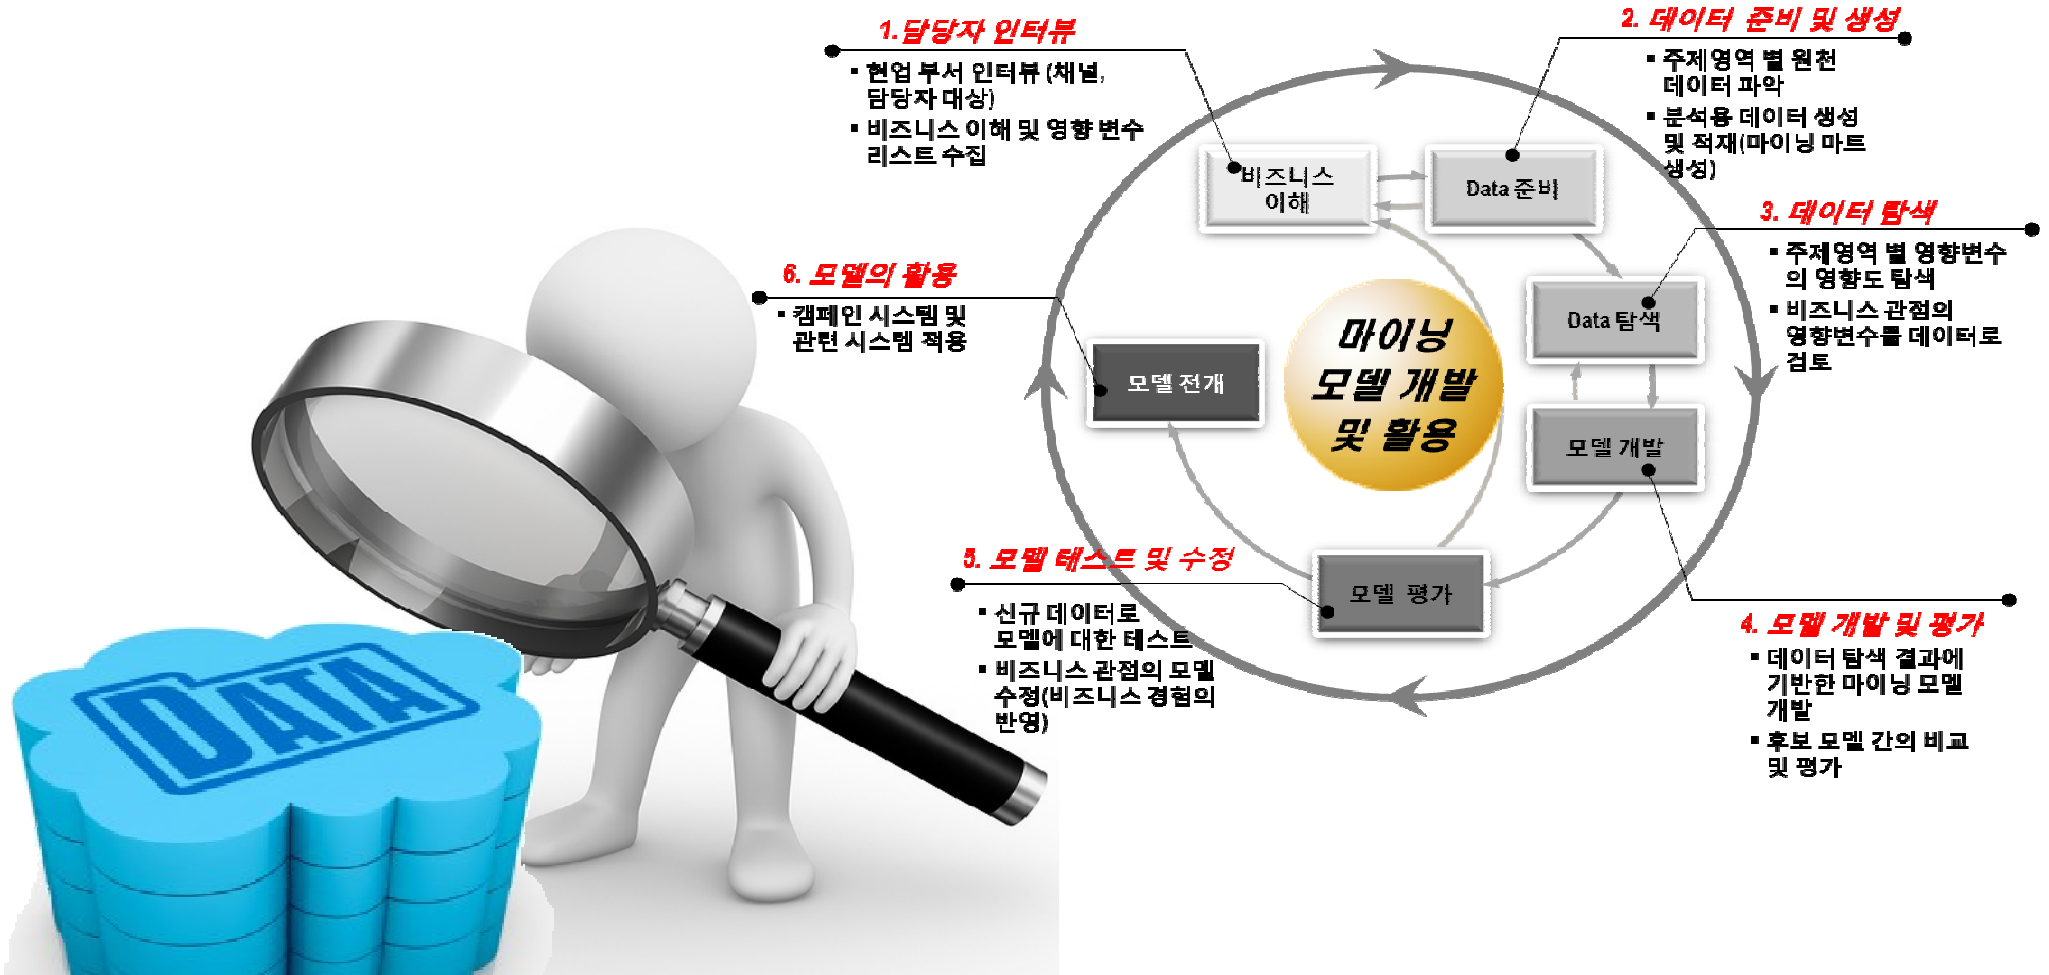 1.담당자 인터뷰
▪ 현업 부서 인터뷰 (채널,
담당자 대상)
▪ 비즈니스 이해 및 영향 변수
리스트 수집
2. 데이터 준비 및 생성
▪ 주제영역 별 원천
데이터 파악
▪ 분석용 데이터 생성
및 적재(마이닝 마트
생성)
3. 데이터 탐색
▪ 주제영역 별 영향변수
의 영향도 탐색
▪ 비즈니스 관점의
영향변수를 데이터로
검토
4. 모델 개발 및 평가
▪ 데이터 탐색 결과에
기반한 마이닝 모델
개발
▪ 후보 모델 간의 비교
및 평가
5. 모델 테스트 및 수정
▪ 신규 데이터로
모델에 대한 테스트
▪ 비즈니스 관점의 모델
수정(비즈니스 경험의
반영)
6. 모델의 활용
▪ 캠페인 시스템 및
관련 시스템 적용
비즈니스
이해
Data 준비
Data 탐색
모델 개발
모델 평가
모델 전개
마이닝
모델 개발
및 활용
DATA